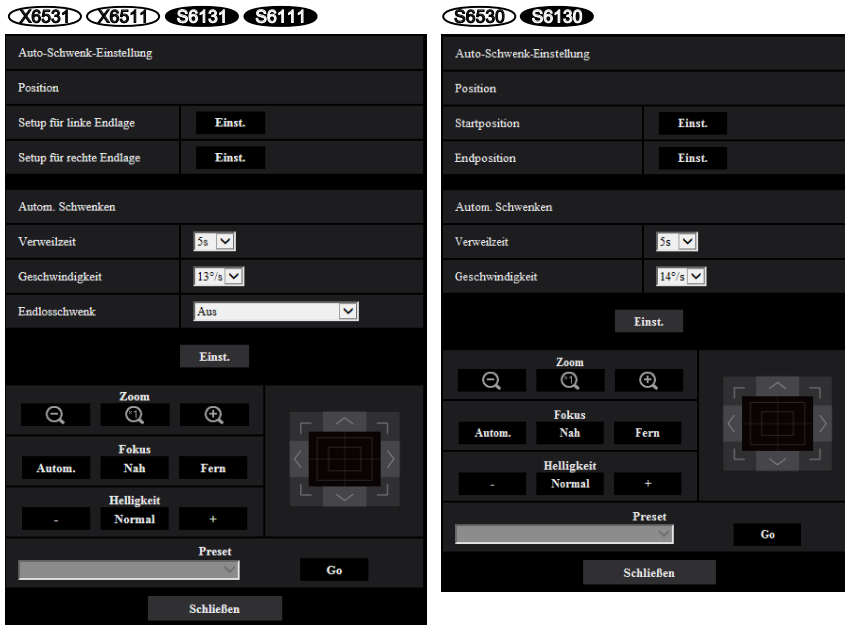 X6531 X6511 S6131 S6111
Auto-Schwenk-Einstellung
Position
Setup für linke Endlage Einst.
Setup für rechte Endlage Einst.
Autom. Schwenken
Verweilzeit 5s
Geschwindigkeit 13°/s
Endlosschwenk Aus
Einst.
Zoom
×1
Fokus
Autom. Nah Fern
Helligkeit
- Normal +
Preset
Go
Schließen
S6530 S6130
Auto-Schwenk-Einstellung
Position
Startposition Einst.
Endposition Einst.
Autom. Schwenken
Verweilzeit 5s
Geschwindigkeit 14°/s
Einst.
Zoom
×1
Fokus
Autom. Nah Fern
Helligkeit
- Normal +
Preset
Go
Schließen